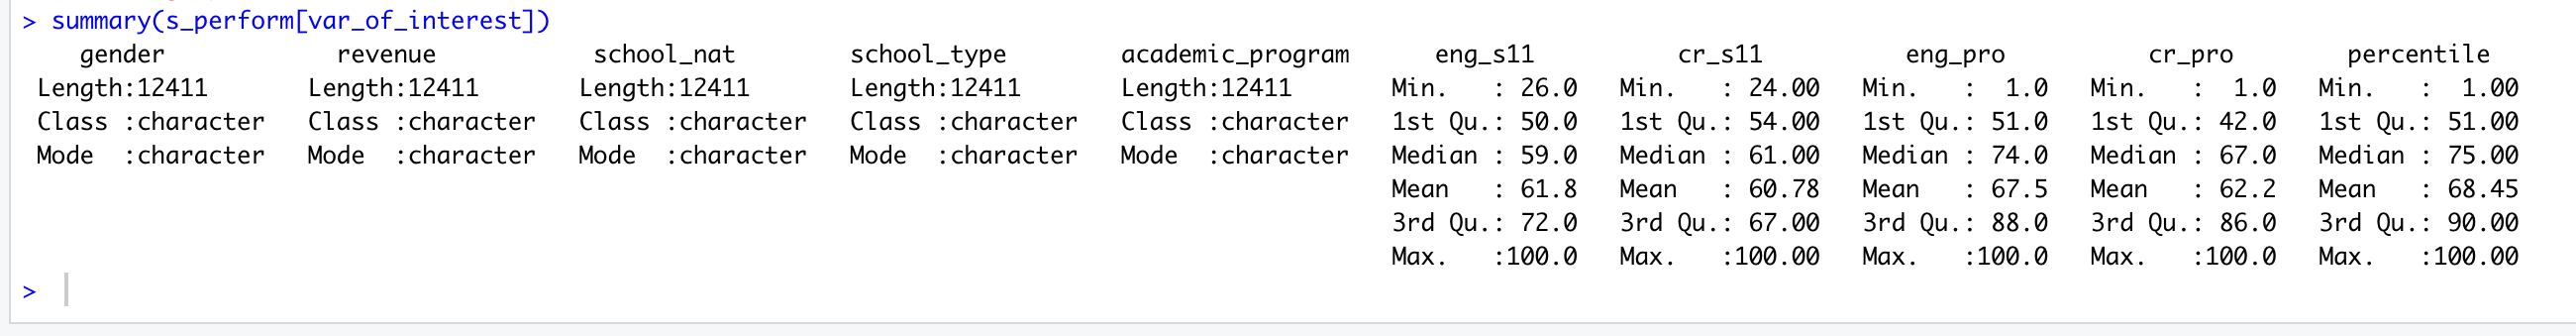 > summary(s_perform[var_of_interest])
gender revenue school_nat school_type academic_program eng_s11 cr_s11 eng_pro cr_pro percentile
Length:12411 Length:12411 Length:12411 Length:12411 Length:12411 Min. : 26.0 Min. : 24.00 Min. : 1.0 Min. : 1.0 Min. : 1.00
Class :character Class :character Class :character Class :character Class :character 1st Qu.: 50.0 1st Qu.: 54.00 1st Qu.: 51.0 1st Qu.: 42.0 1st Qu.: 51.00
Mode :character Mode :character Mode :character Mode :character Mode :character Median : 59.0 Median : 61.00 Median : 74.0 Median : 67.0 Median : 75.00
Mean : 61.8 Mean : 60.78 Mean : 67.5 Mean : 62.2 Mean : 68.45
3rd Qu.: 72.0 3rd Qu.: 67.00 3rd Qu.: 88.0 3rd Qu.: 86.0 3rd Qu.: 90.00
Max. :100.0 Max. :100.00 Max. :100.0 Max. :100.0 Max. :100.00
>